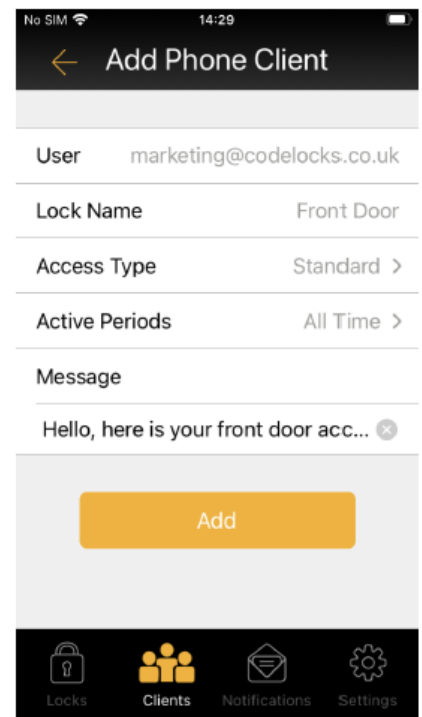 No SIM 14:29
Add Phone Client
User marketing@codelocks.co.uk
Lock Name Front Door
Access Type Standard
Active Periods All Time
Message
Hello, here is your front door acc...
Add
Locks Clients Notifications Settings